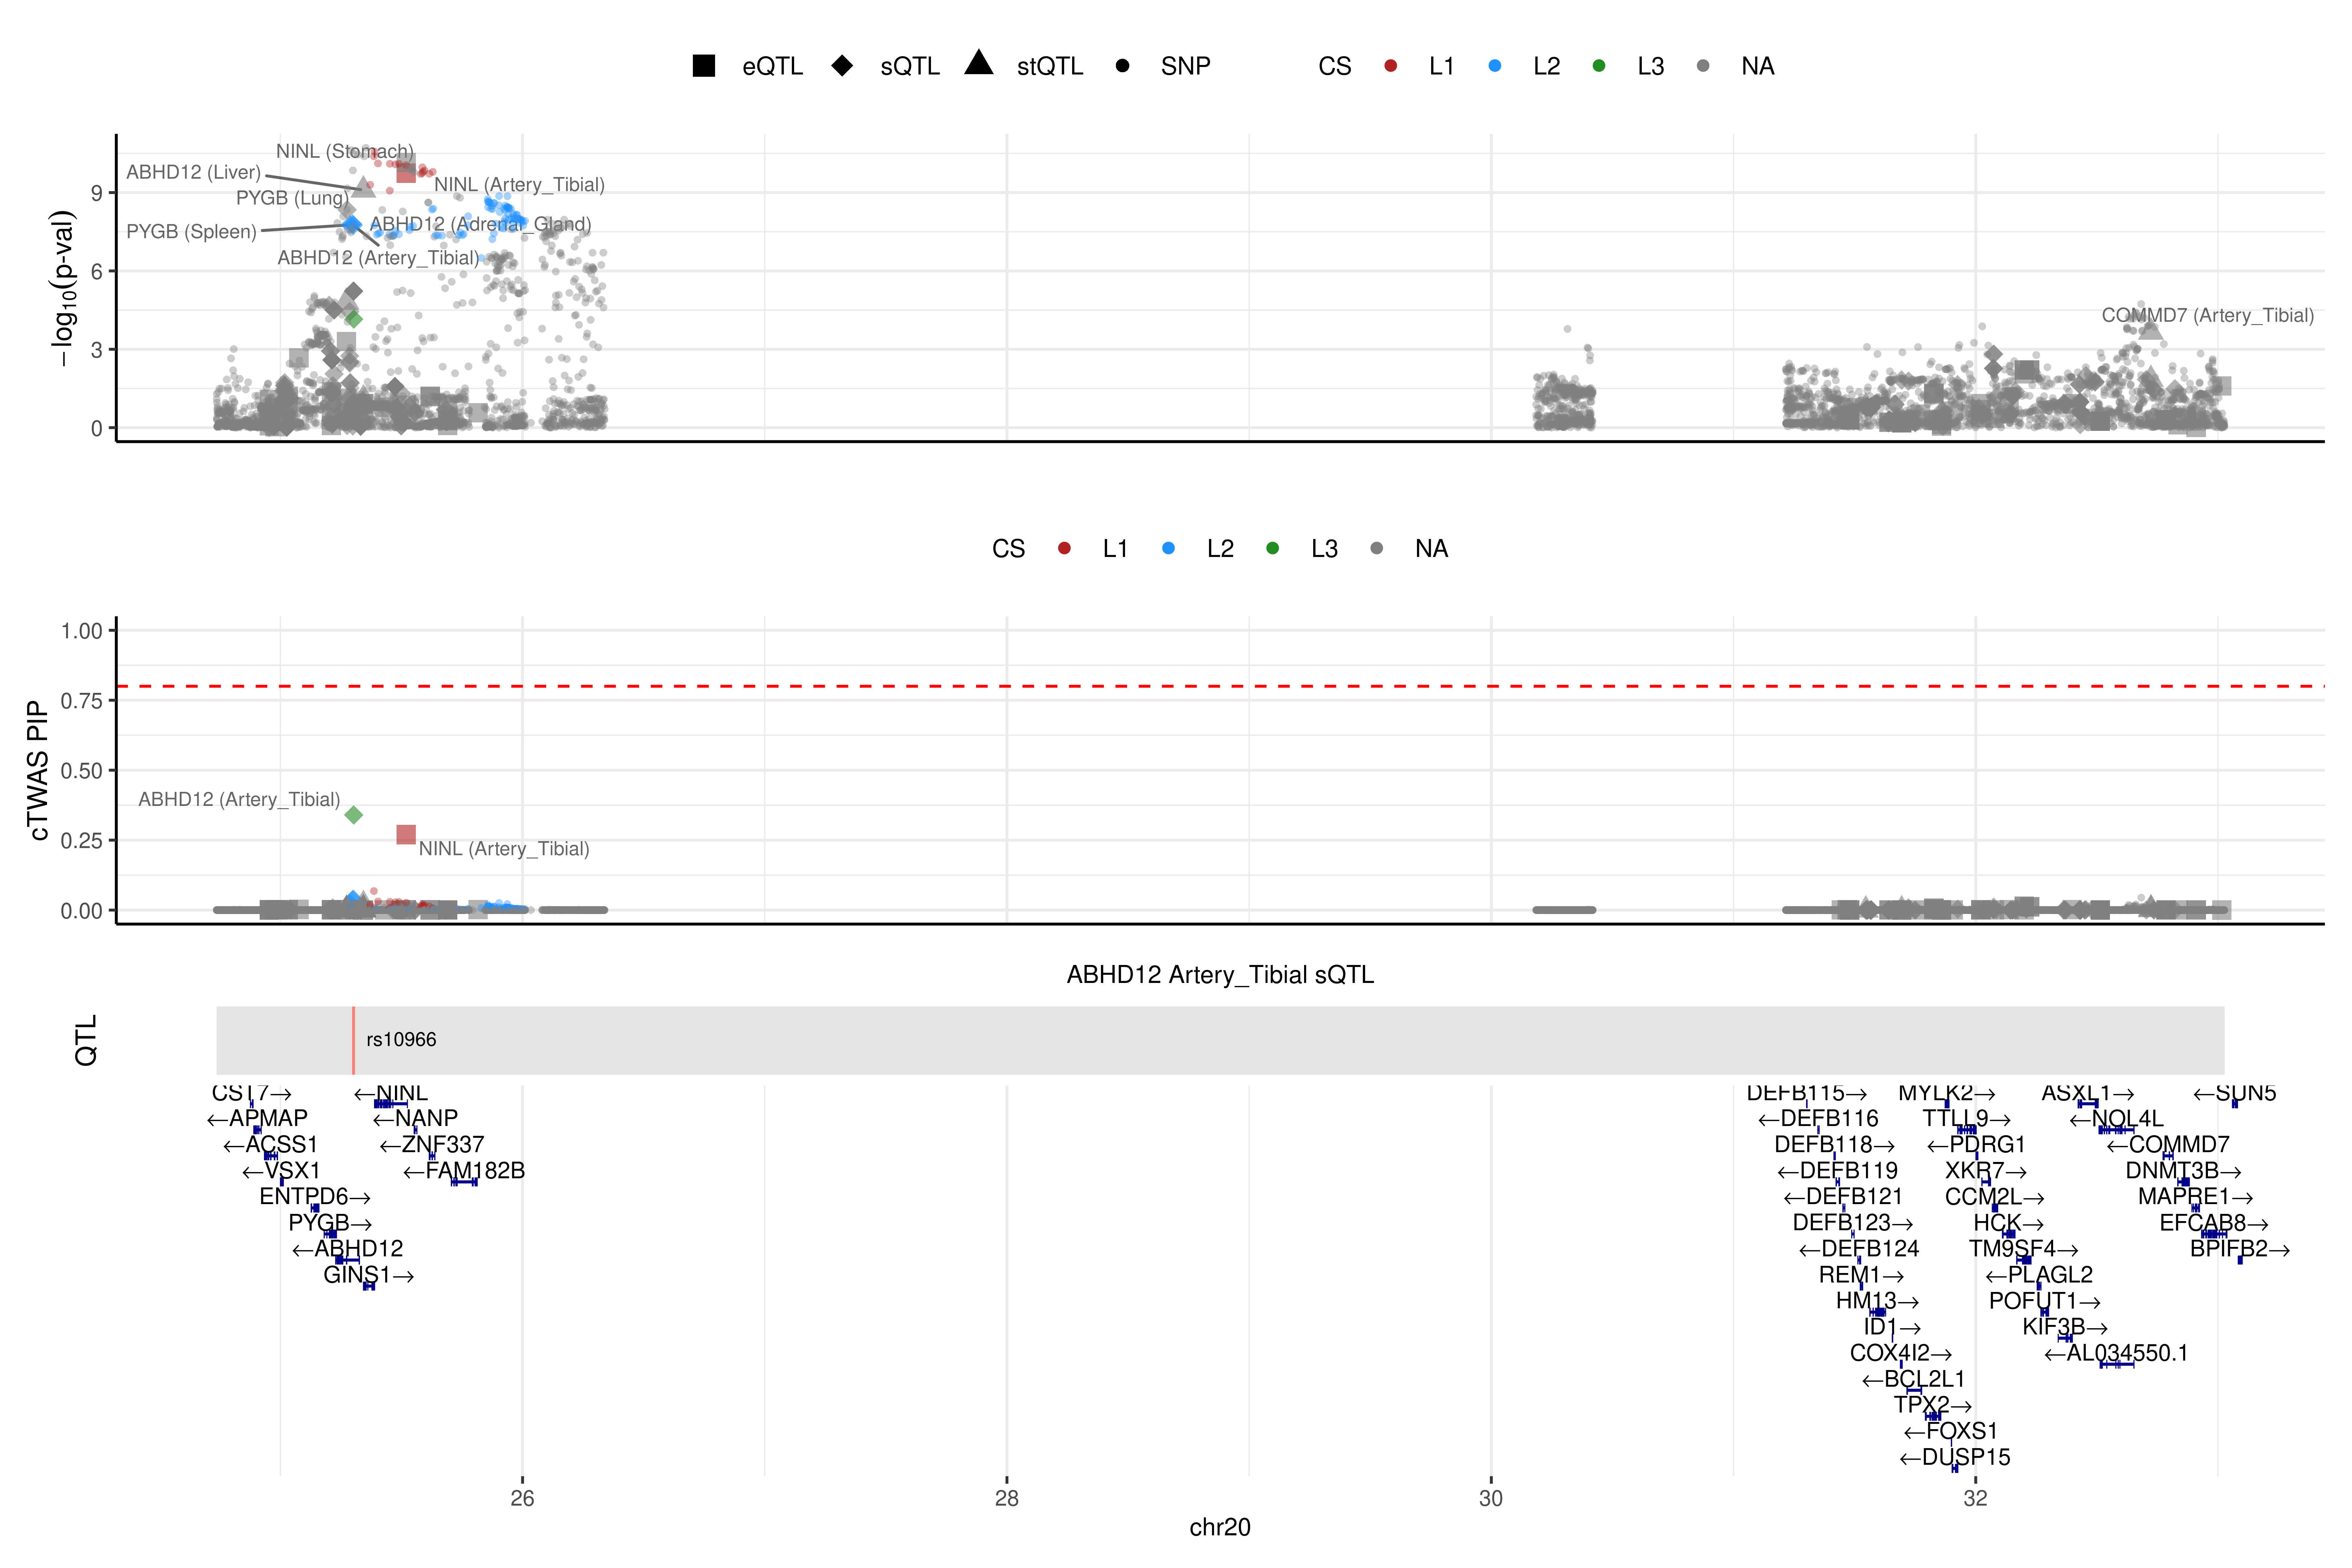 eQTL sQTL stQTL SNP CS L1 L2 L3 NA
NINL (Stomach)
ABHD12 (Liver)
NINL (Artery_Tibial)
PYGB (Lung)
ABHD12 (Adrenal_Gland)
PYGB (Spleen)
ABHD12 (Artery_Tibial)
COMMD7 (Artery_Tibial)
9
6
3
0
−log10(p-val)
CS L1 L2 L3 NA
1.00
0.75
0.50
0.25
0.00
cTWAS PIP
ABHD12 (Artery_Tibial)
NINL (Artery_Tibial)
ABHD12 Artery_Tibial sQTL
QTL
rs10966
CST7→ ←NINL DEFB115→ MYLK2→ ASXL1→ ←SUN5
←APMAP ←NANP ←DEFB116 TTLL9→ ←NOL4L
←ACSS1 ←ZNF337 DEFB118→ ←PDRG1 ←COMMD7
←VSX1 ←FAM182B ←DEFB119 XKR7→ DNMT3B→
ENTPD6→ ←DEFB121 CCM2L→ MAPRE1→
PYGB→ DEFB123→ HCK→ EFCAB8→
←ABHD12 ←DEFB124 TM9SF4→ BPIFB2→
GINS1→ REM1→ ←PLAGL2
HM13→ POFUT1→
ID1→ KIF3B→
COX4I2→ ←AL034550.1
←BCL2L1
TPX2→
←FOXS1
←DUSP15
26 28 30 32
chr20